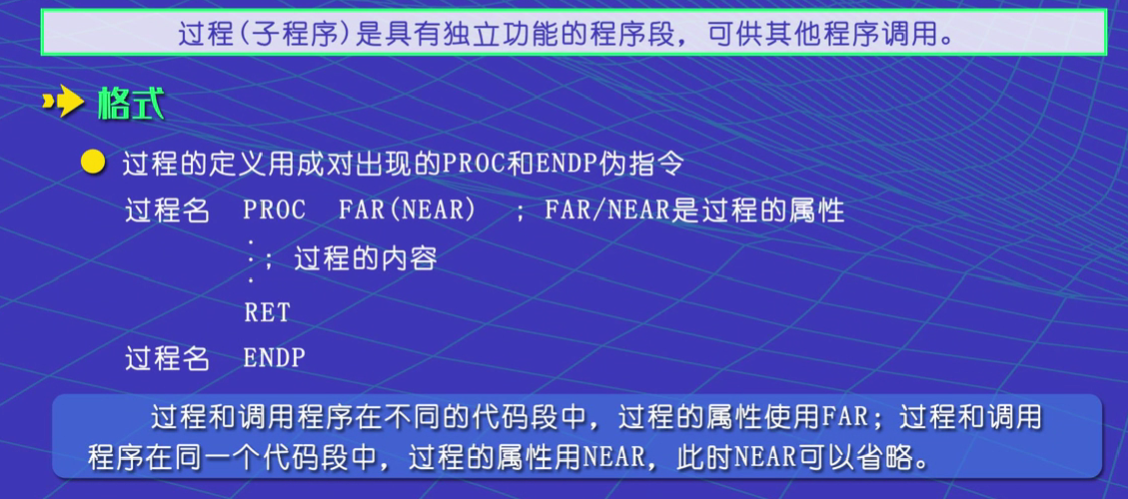 过程(子程序)是具有独立功能的程序段，可供其他程序调用。
格式
过程的定义用成对出现的PROC和ENDP伪指令
过程名 PROC FAR(NEAR) ; FAR/NEAR是过程的属性
⋮ ; 过程的内容
RET
过程名 ENDP
过程和调用程序在不同的代码段中，过程的属性使用FAR；过程和调用
程序在同一个代码段中，过程的属性用NEAR，此时NEAR可以省略。